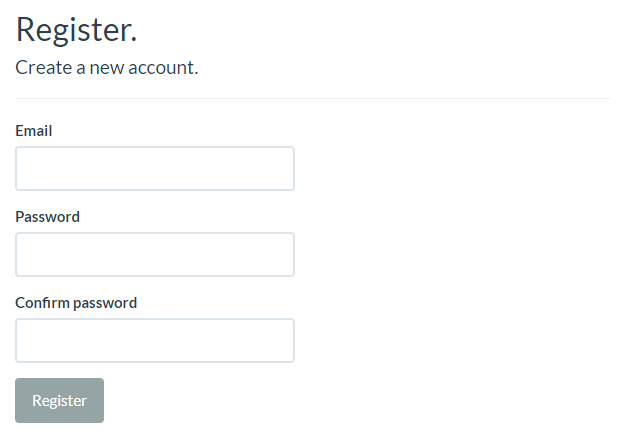 Register.
Create a new account.
Email
Password
Confirm password
Register